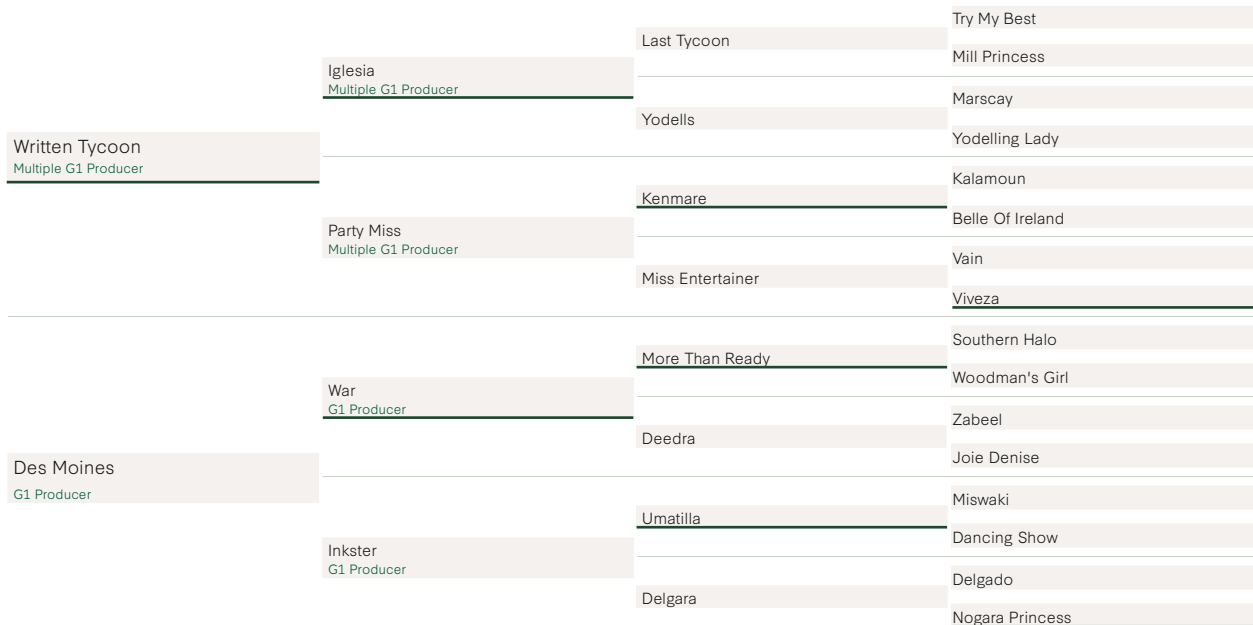 Written Tycoon
Multiple G1 Producer
Des Moines
G1 Producer
Iglesia
Multiple G1 Producer
Party Miss
Multiple G1 Producer
War
G1 Producer
Inkster
G1 Producer
Last Tycoon
Yodells
Kenmare
Miss Entertainer
More Than Ready
Deedra
Umatilla
Delgara
Try My Best
Mill Princess
Marscay
Yodelling Lady
Kalamoun
Belle Of Ireland
Vain
Viveza
Southern Halo
Woodman's Girl
Zabeel
Joie Denise
Miswaki
Dancing Show
Delgado
Nogara Princess